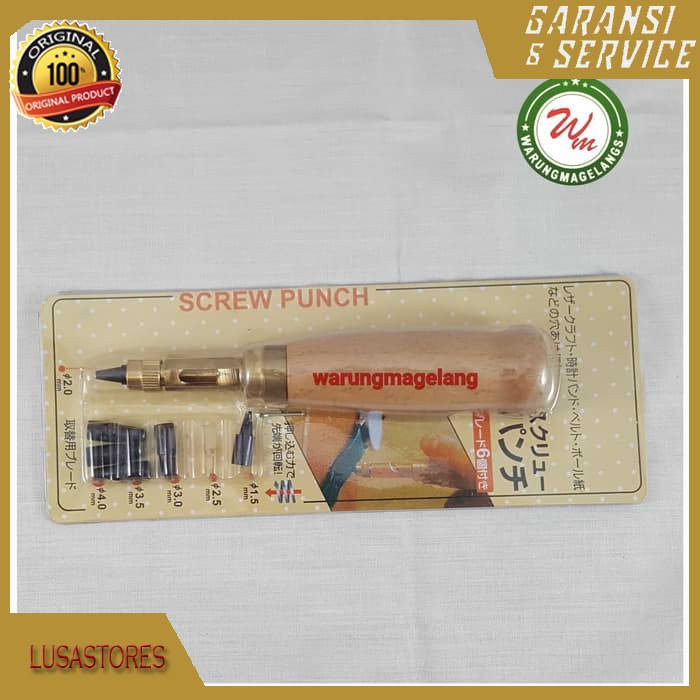 GARANSI
& SERVICE
ORIGINAL
100%
ORIGINAL PRODUCT
Wm
WARUNGMAGELANGS
SCREW PUNCH
warungmagelang
レザークラフト・時計バンド・ベルト・ボール紙
などの穴あけ
スクリュー
パンチ
ブレード6個付き
押し込む力で
先端が回転!
取替用ブレード
φ2.0
mm
φ4.0
mm
φ3.5
mm
φ3.0
mm
φ2.5
mm
φ1.5
mm
LUSASTORES